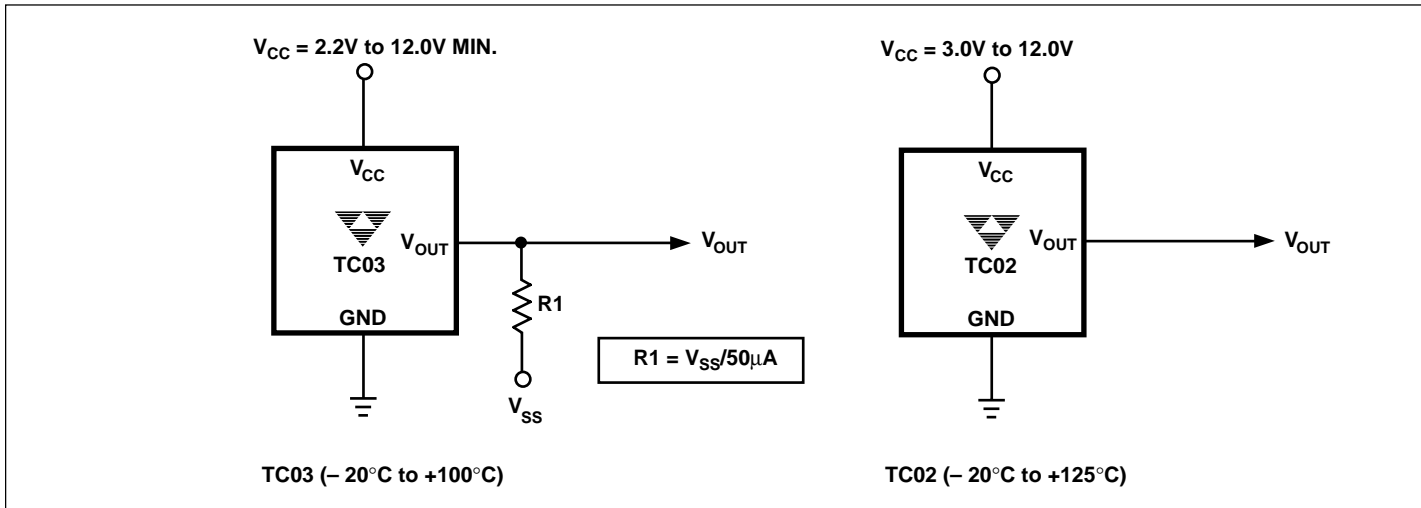 V_CC = 2.2V to 12.0V MIN.
V_CC
V_OUT
TC03
GND
V_OUT
R1
V_SS
R1 = V_SS/50μA
TC03 (– 20°C to +100°C)
V_CC = 3.0V to 12.0V
V_CC
V_OUT
TC02
GND
V_OUT
TC02 (– 20°C to +125°C)